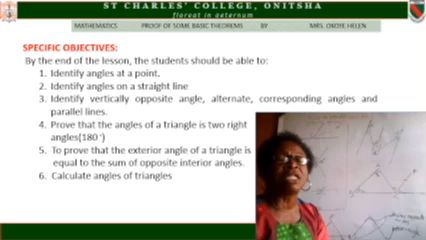 ST CHARLES' COLLEGE, ONITSHA
floreat in aeternum
MATHEMATICS PROOF OF SOME BASIC THEOREMS BY MRS. OKOYE HELEN
SPECIFIC OBJECTIVES:
By the end of the lesson, the students should be able to:
1. Identify angles at a point.
2. Identify angles on a straight line
3. Identify vertically opposite angle, alternate, corresponding angles and
parallel lines.
4. Prove that the angles of a triangle is two right
angles(180°)
5. To prove that the exterior angle of a triangle is
equal to the sum of opposite interior angles.
6. Calculate angles of triangles